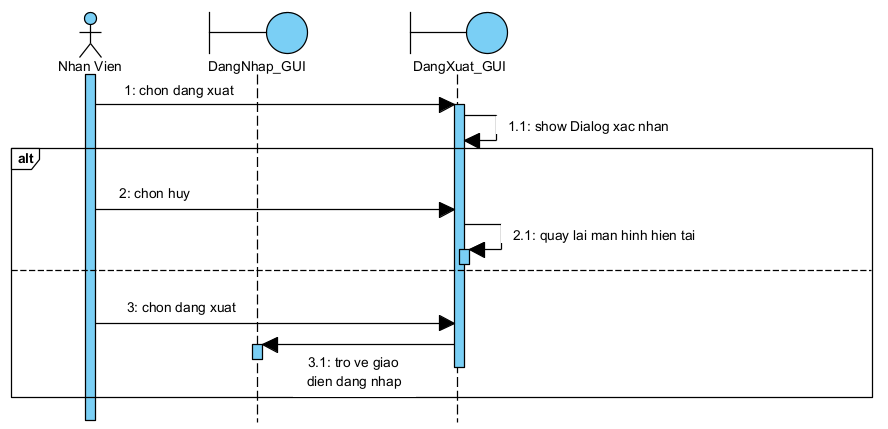 Nhan Vien
DangNhap_GUI
DangXuat_GUI
1: chon dang xuat
1.1: show Dialog xac nhan
alt
2: chon huy
2.1: quay lai man hinh hien tai
3: chon dang xuat
3.1: tro ve giao
dien dang nhap